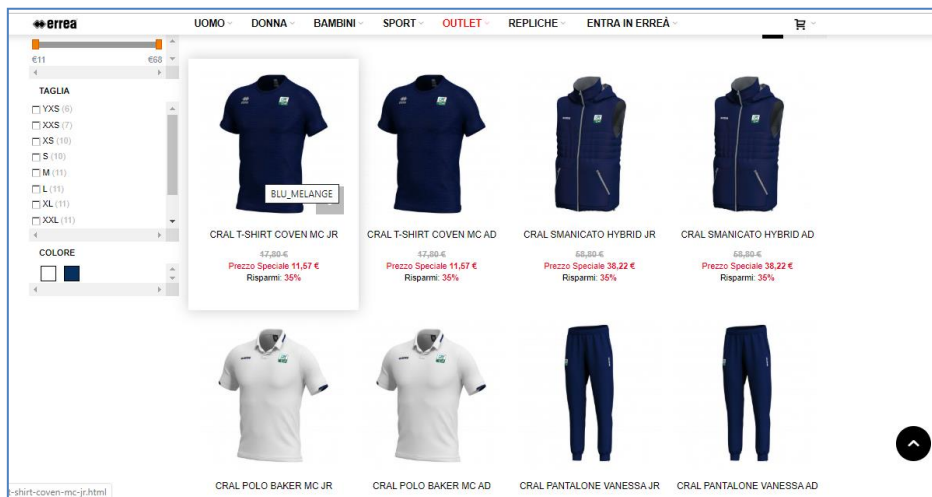 errea
UOMO DONNA BAMBINI SPORT OUTLET REPLICHE ENTRA IN ERREÀ
€11 €68
TAGLIA
YXS (6)
XXS (7)
XS (10)
S (10)
M (11)
L (11)
XL (11)
XXL (11)
COLORE
BLU_MELANGE
CRAL T-SHIRT COVEN MC JR
17,80 €
Prezzo Speciale 11,57 €
Risparmi: 35%
CRAL T-SHIRT COVEN MC AD
17,80 €
Prezzo Speciale 11,57 €
Risparmi: 35%
CRAL SMANICATO HYBRID JR
58,80 €
Prezzo Speciale 38,22 €
Risparmi: 35%
CRAL SMANICATO HYBRID AD
58,80 €
Prezzo Speciale 38,22 €
Risparmi: 35%
CRAL POLO BAKER MC JR
CRAL POLO BAKER MC AD
CRAL PANTALONE VANESSA JR
CRAL PANTALONE VANESSA AD
-shirt-coven-mc-jr.html